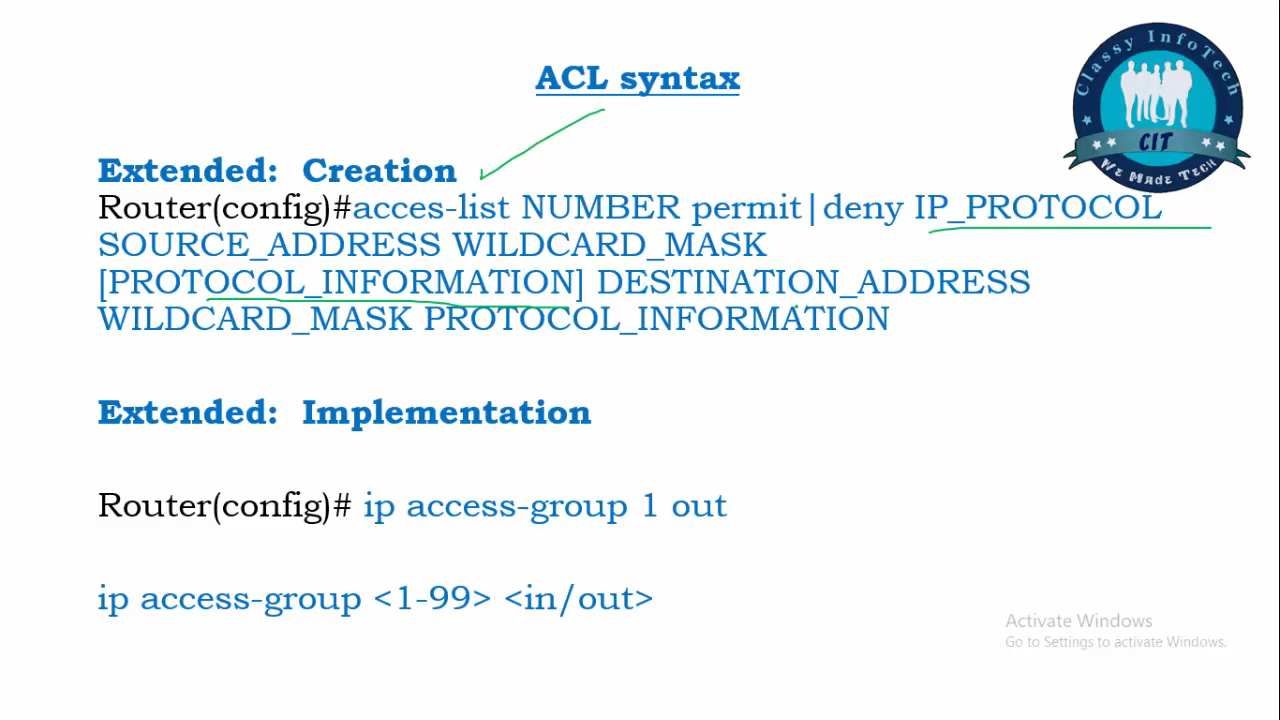 ACL syntax
Classy InfoTech
CIT
We Made Tech
Extended: Creation
Router(config)#acces-list NUMBER permit|deny IP_PROTOCOL
SOURCE_ADDRESS WILDCARD_MASK
[PROTOCOL_INFORMATION] DESTINATION_ADDRESS
WILDCARD_MASK PROTOCOL_INFORMATION
Extended: Implementation
Router(config)# ip access-group 1 out
ip access-group <1-99> <in/out>
Activate Windows
Go to Settings to activate Windows.